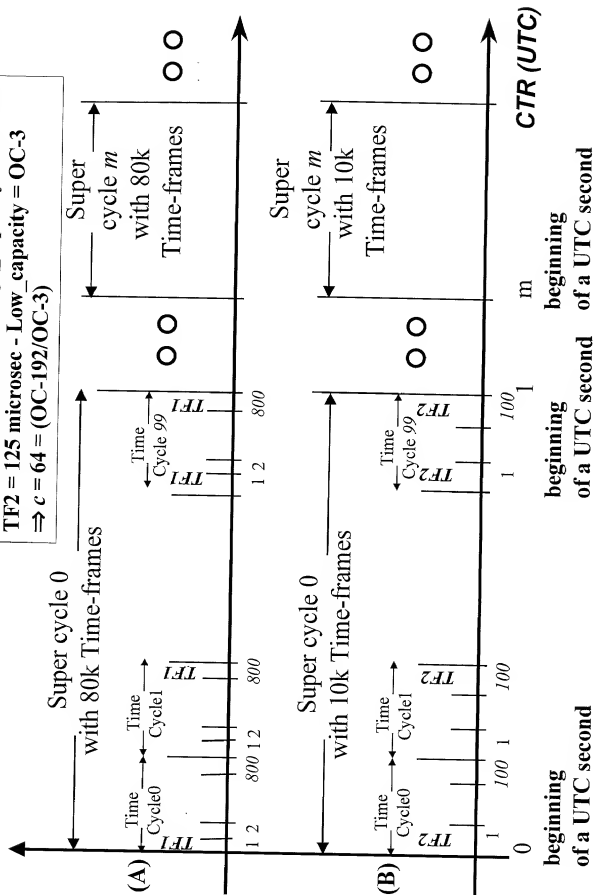 TF2 = 125 microsec - Low_capacity = OC-3
⇒ c = 64 = (OC-192/OC-3)
Super cycle 0
with 80k Time-frames
Super
cycle m
with 80k
Time-frames
(A)
Time
Cycle0
Time
Cycle1
Time
Cycle 99
TF1
TF1
TF1
TF1
1 2
800 1 2
800
1 2
800
Super cycle 0
with 10k Time-frames
Super
cycle m
with 10k
Time-frames
(B)
Time
Cycle0
Time
Cycle1
Time
Cycle 99
TF2
TF2
TF2
TF2
1
100
1
100
1
100
0
1
m
CTR (UTC)
beginning
of a UTC second
beginning
of a UTC second
beginning
of a UTC second